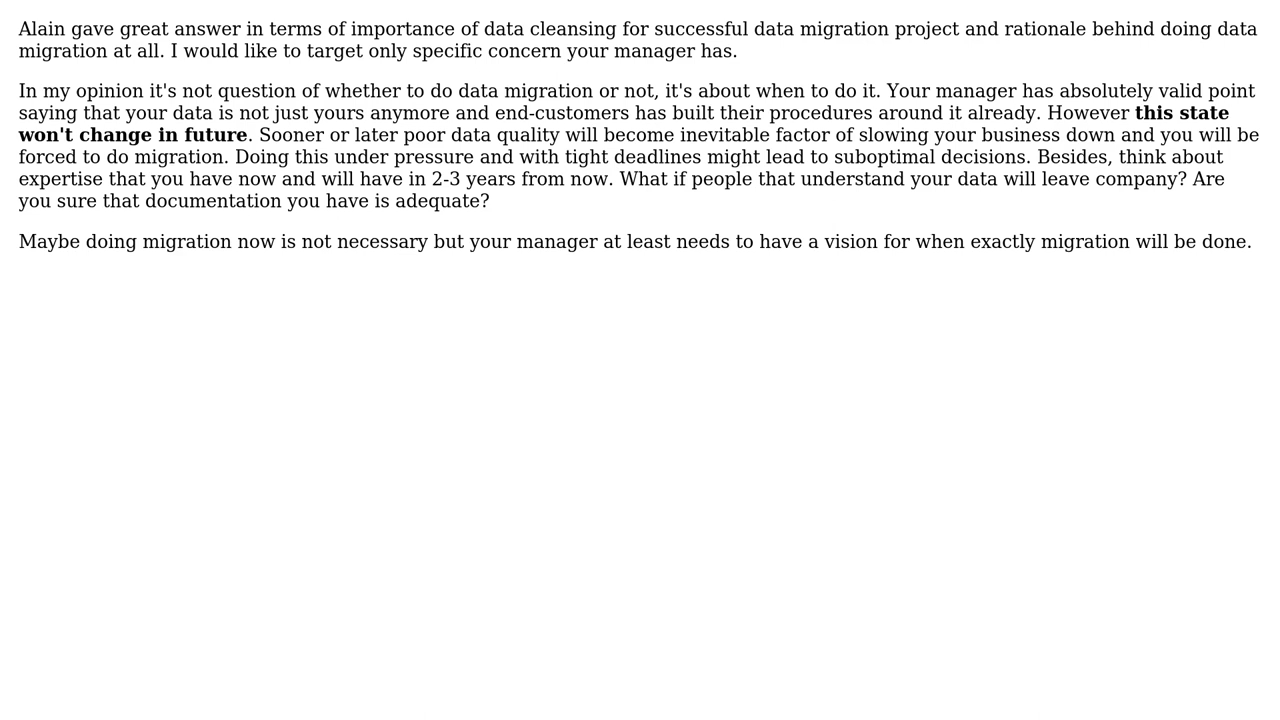 Alain gave great answer in terms of importance of data cleansing for successful data migration project and rationale behind doing data
migration at all. I would like to target only specific concern your manager has.
In my opinion it's not question of whether to do data migration or not, it's about when to do it. Your manager has absolutely valid point
saying that your data is not just yours anymore and end-customers has built their procedures around it already. However this state
won't change in future. Sooner or later poor data quality will become inevitable factor of slowing your business down and you will be
forced to do migration. Doing this under pressure and with tight deadlines might lead to suboptimal decisions. Besides, think about
expertise that you have now and will have in 2-3 years from now. What if people that understand your data will leave company? Are
you sure that documentation you have is adequate?
Maybe doing migration now is not necessary but your manager at least needs to have a vision for when exactly migration will be done.